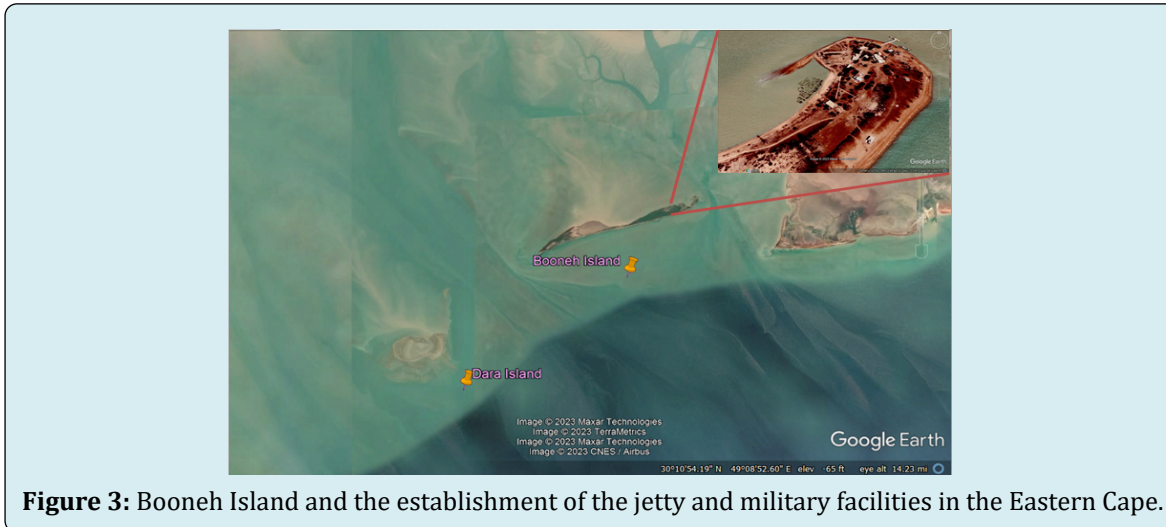 Google Earth
Booneh Island
Dara Island
Image © 2023 Maxar Technologies
Image © 2023 TerraMetrics
Image © 2023 Maxar Technologies
Image © 2023 CNES / Airbus
Google Earth
30°10'54.19" N 49°08'52.60" E elev -65 ft eye alt 14.23 mi
Figure 3: Booneh Island and the establishment of the jetty and military facilities in the Eastern Cape.